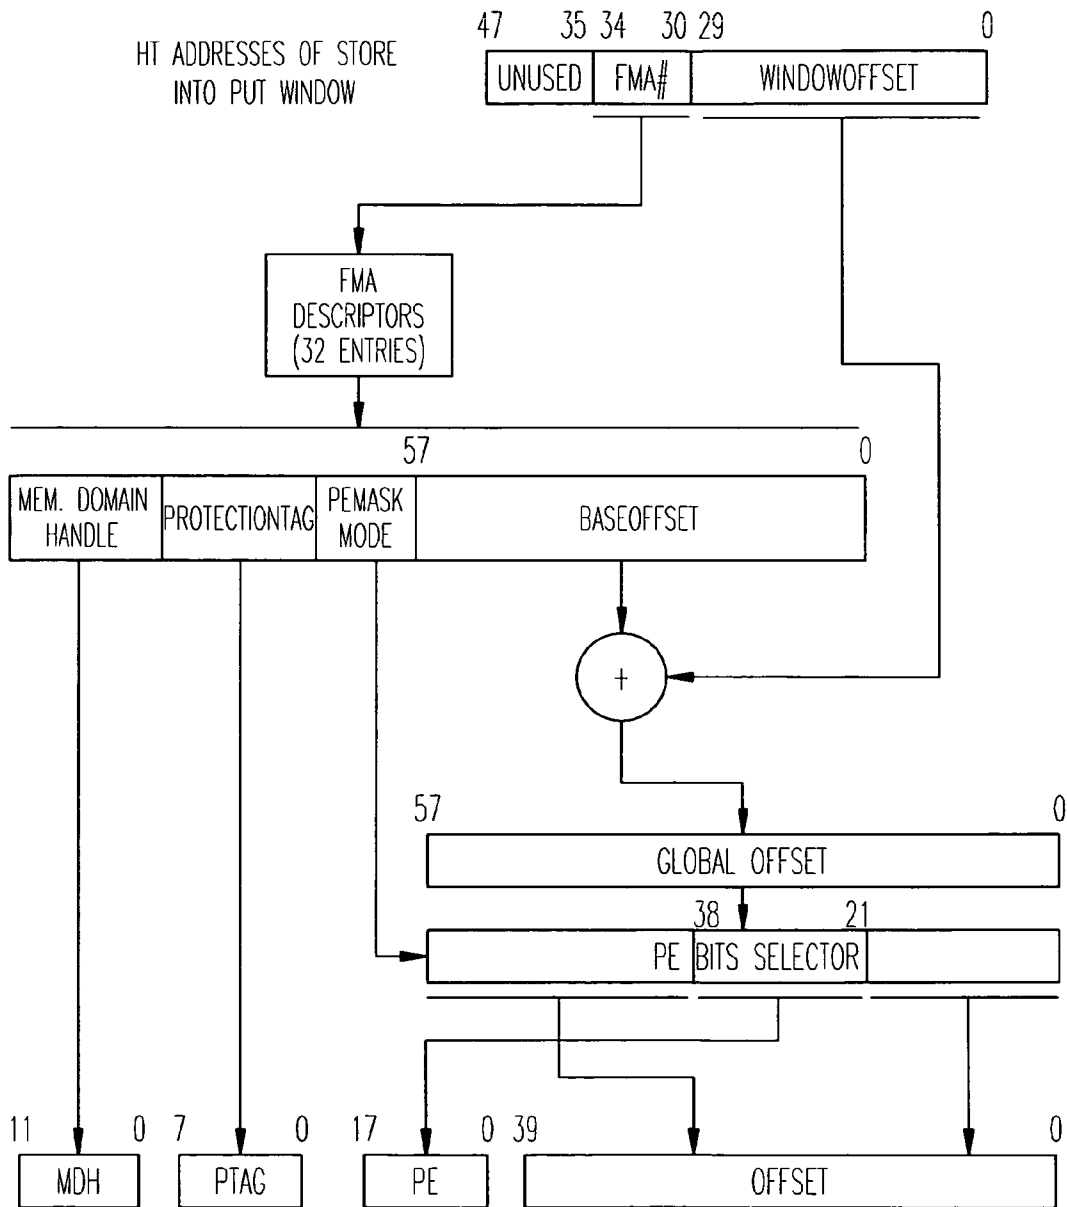 47 35 34 30 29 0
HT ADDRESSES OF STORE
INTO PUT WINDOW
UNUSED FMA# WINDOWOFFSET
FMA
DESCRIPTORS
(32 ENTRIES)
57 0
MEM. DOMAIN
HANDLE
PROTECTIONTAG
PEMASK
MODE
BASEOFFSET
+
57 0
GLOBAL OFFSET
38 21
PE BITS SELECTOR
11 0 7 0 17 0 39 0
MDH PTAG PE OFFSET